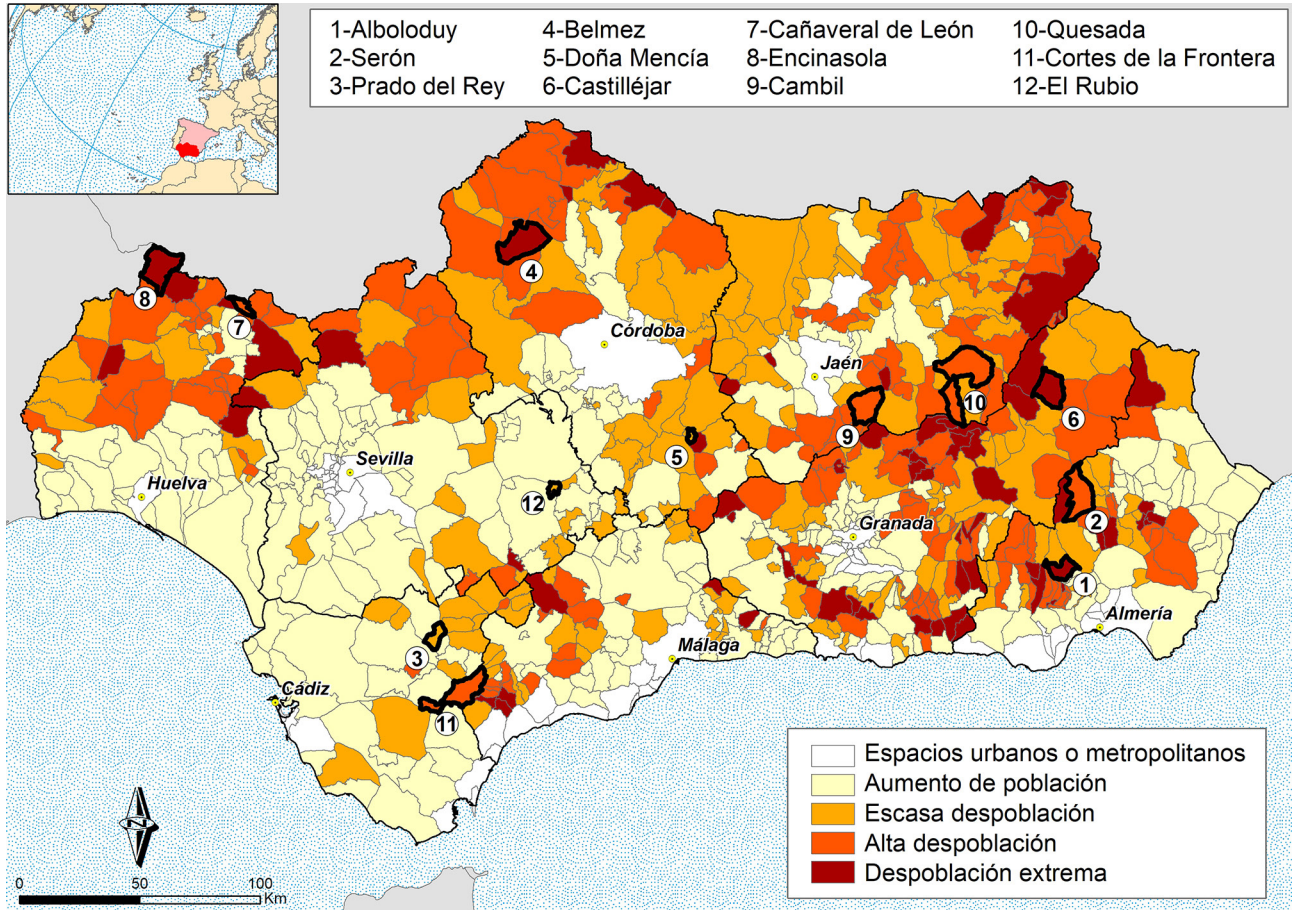 1-Alboloduy 4-Belmez 7-Cañaveral de León 10-Quesada
2-Serón 5-Doña Mencía 8-Encinasola 11-Cortes de la Frontera
3-Prado del Rey 6-Castilléjar 9-Cambil 12-El Rubio
4
8
7
Córdoba
Jaén
10
6
9
5
Sevilla
Huelva
12
Granada
2
1
Almería
3
Málaga
Cádiz
11
Espacios urbanos o metropolitanos
Aumento de población
Escasa despoblación
Alta despoblación
Despoblación extrema
N
0 50 100
Km